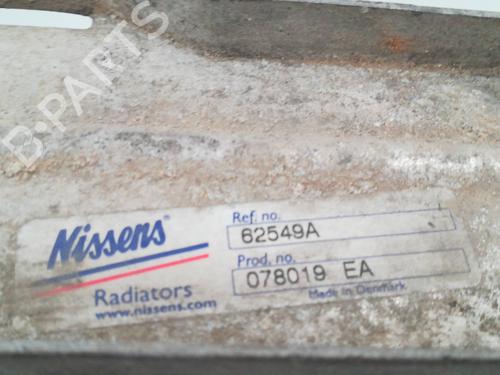 B-PARTS
Nissens
Radiators
www.nissens.com
Ref. no.
62549A
Prod. no.
078019 EA
Made in Denmark